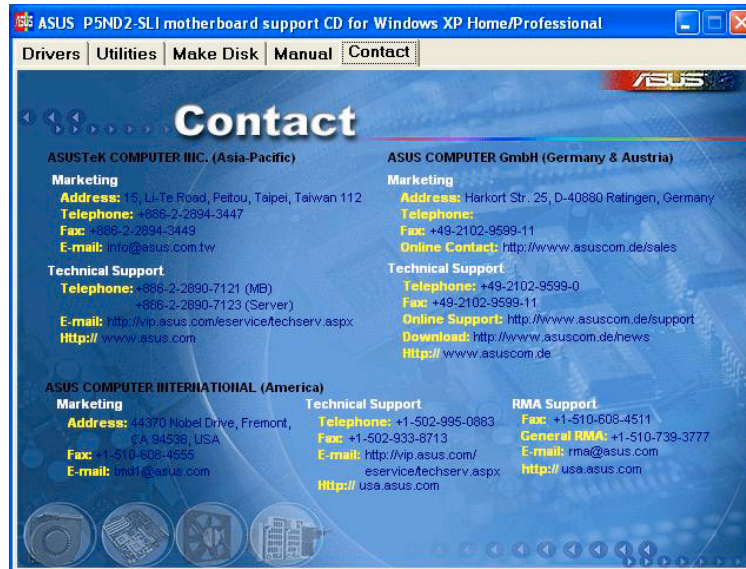 ASUS P5ND2-SLI motherboard support CD for Windows XP Home/Professional
Drivers Utilities Make Disk Manual Contact
ASUS
Contact
ASUSTeK COMPUTER INC. (Asia-Pacific)
Marketing
Address: 15, Li-Te Road, Peitou, Taipei, Taiwan 112
Telephone: +886-2-2894-3447
Fax: +886-2-2894-3449
E-mail: info@asus.com.tw
Technical Support
Telephone: +886-2-2890-7121 (MB)
+886-2-2890-7123 (Server)
E-mail: http://vip.asus.com/eservice/techserv.aspx
Http:// www.asus.com
ASUS COMPUTER GmbH (Germany & Austria)
Marketing
Address: Harkort Str. 25, D-40880 Ratingen, Germany
Telephone:
Fax: +49-2102-9599-11
Online Contact: http://www.asuscom.de/sales
Technical Support
Telephone: +49-2102-9599-0
Fax: +49-2102-9599-11
Online Support: http://www.asuscom.de/support
Download: http://www.asuscom.de/news
Http:// www.asuscom.de
ASUS COMPUTER INTERNATIONAL (America)
Marketing
Address: 44370 Nobel Drive, Fremont,
CA 94538, USA
Fax: +1-510-608-4555
E-mail: tmd1@asus.com
Technical Support
Telephone: +1-502-995-0883
Fax: +1-502-933-8713
E-mail: http://vip.asus.com/
eservice/techserv.aspx
Http:// usa.asus.com
RMA Support
Fax: +1-510-608-4511
General RMA: +1-510-739-3777
E-mail: rma@asus.com
http:// usa.asus.com